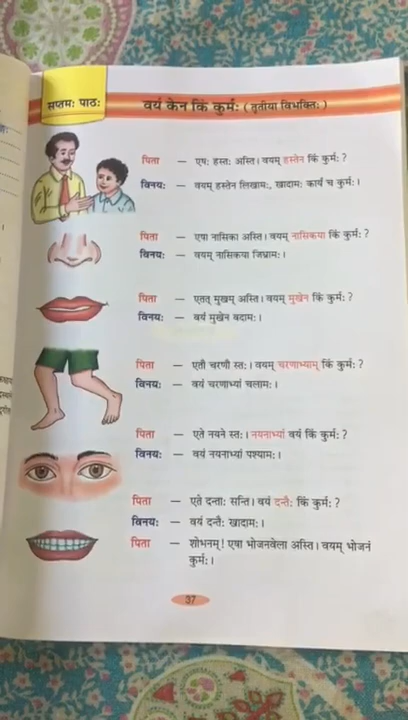 सप्तमः पाठः
वयं केन किं कुर्मः (तृतीया विभक्तिः)
पिता — एषः हस्तः अस्ति। वयम् हस्तेन किं कुर्मः?
विनयः — वयम् हस्तेन लिखामः, खादामः कार्यं च कुर्मः।
पिता — एषा नासिका अस्ति। वयम् नासिकया किं कुर्मः?
विनयः — वयम् नासिकया जिघ्रामः।
पिता — एतत् मुखम् अस्ति। वयम् मुखेन किं कुर्मः?
विनयः — वयं मुखेन वदामः।
पिता — एतौ चरणौ स्तः। वयम् चरणाभ्याम् किं कुर्मः?
विनयः — वयं चरणाभ्यां चलामः।
पिता — एते नयने स्तः। नयनाभ्यां वयं किं कुर्मः?
विनयः — वयं नयनाभ्यां पश्यामः।
पिता — एते दन्ताः सन्ति। वयं दन्तैः किं कुर्मः?
विनयः — वयं दन्तैः खादामः।
पिता — शोभनम्! एषा भोजनवेला अस्ति। वयम् भोजनं
कुर्मः।
37